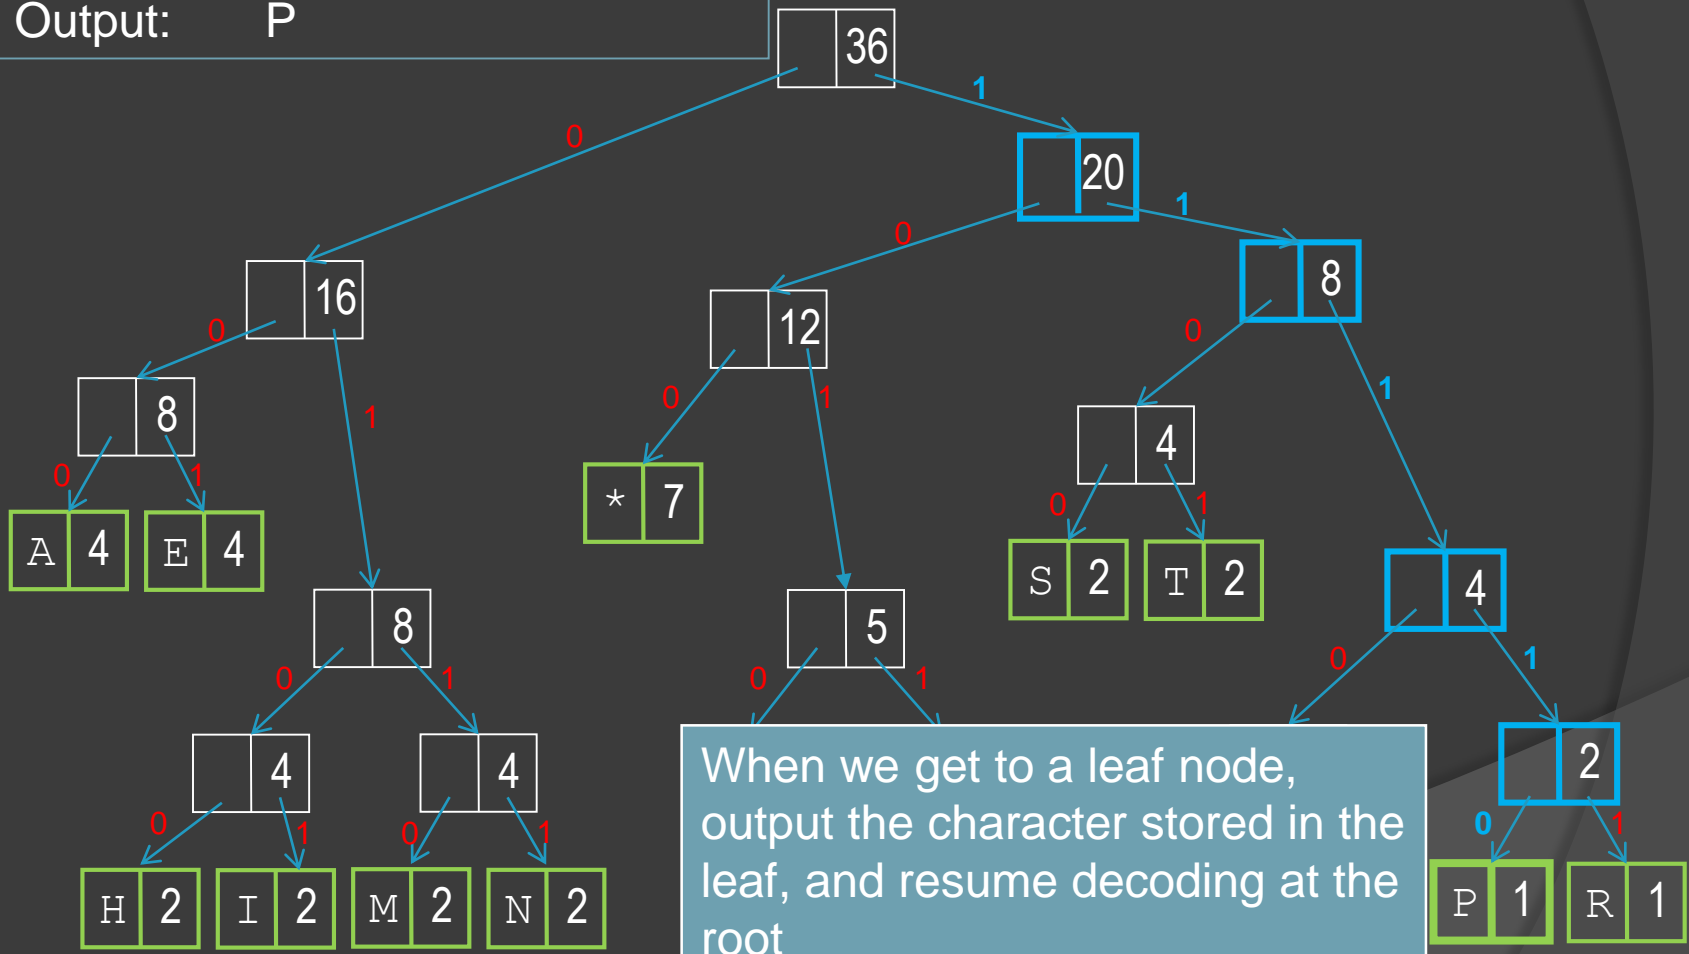 Output: P
36
1
0
20
1
0
8
16
12
0
0
8
1
0
1
1
4
0
1
0
1
* 7
A 4
E 4
S 2
T 2
4
8
5
0
1
0
1
0
1
4
4
2
When we get to a leaf node,
output the character stored in the
leaf, and resume decoding at the
root
0
1
0
1
0
1
H 2
I 2
M 2
N 2
P 1
R 1